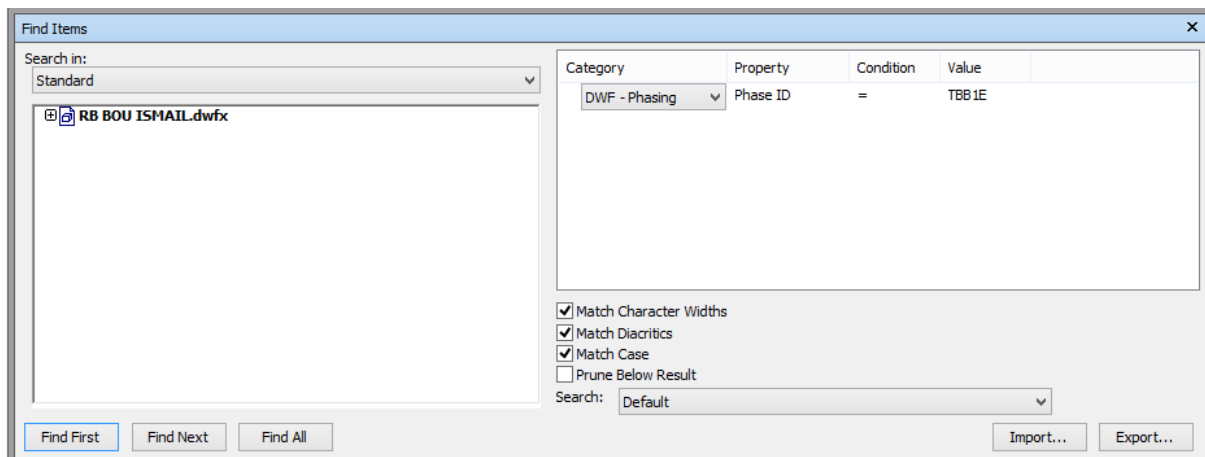 Find Items
Search in:
Standard
RB BOU ISMAIL.dwfx
Category Property Condition Value
DWF - Phasing Phase ID = TBB1E
Match Character Widths
Match Diacritics
Match Case
Prune Below Result
Search: Default
Find First Find Next Find All Import... Export...